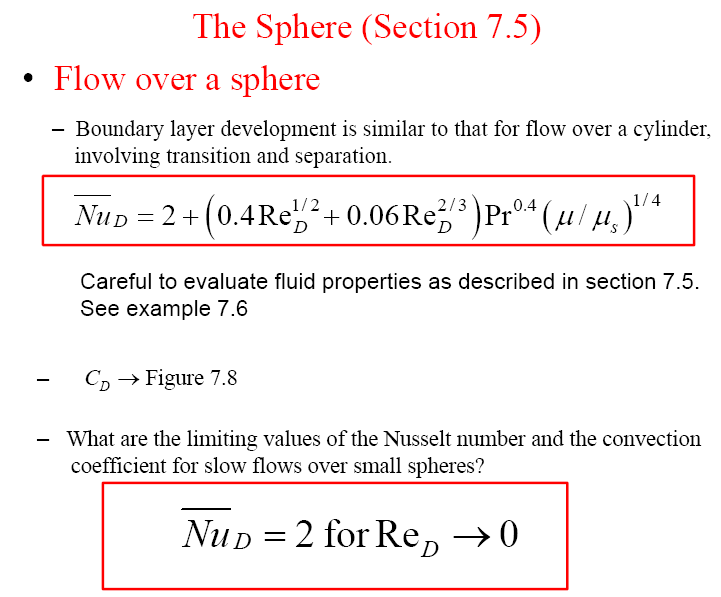 The Sphere (Section 7.5)
• Flow over a sphere
– Boundary layer development is similar to that for flow over a cylinder,
involving transition and separation.
$\overline{Nu}_D = 2 + \left(0.4\,\mathrm{Re}_D^{1/2} + 0.06\,\mathrm{Re}_D^{2/3}\right)\mathrm{Pr}^{0.4}\left(\mu/\mu_s\right)^{1/4}$
Careful to evaluate fluid properties as described in section 7.5.
See example 7.6
– $C_D \rightarrow$ Figure 7.8
– What are the limiting values of the Nusselt number and the convection
coefficient for slow flows over small spheres?
$\overline{Nu}_D = 2 \text{ for } \mathrm{Re}_D \rightarrow 0$